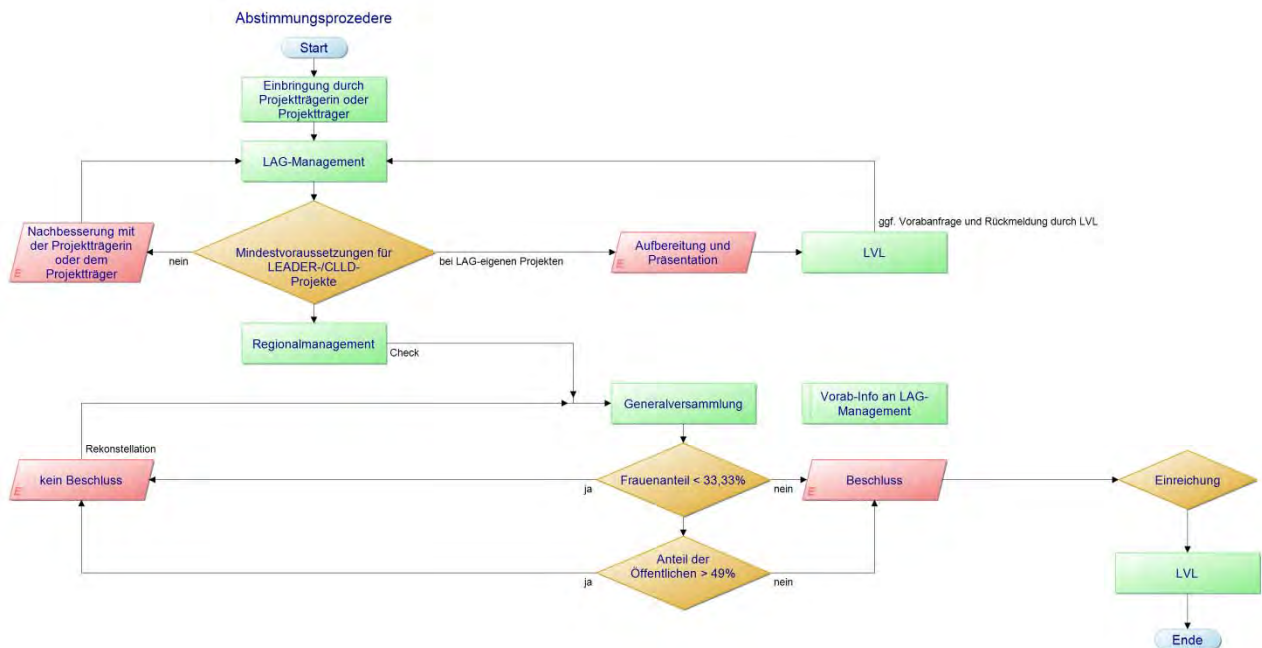 Abstimmungsprozedere
Start
Einbringung durch
Projektträgerin oder
Projektträger
LAG-Management
ggf. Vorabanfrage und Rückmeldung durch LVL
Nachbesserung mit
der Projektträgerin
oder dem
Projektträger
E
nein
Mindestvoraussetzungen für
LEADER-/CLLD-
Projekte
bei LAG-eigenen Projekten
Aufbereitung und
Präsentation
E
LVL
Regionalmanagement
Check
Generalversammlung
Vorab-Info an LAG-
Management
Rekonstellation
kein Beschluss
E
ja
Frauenanteil < 33,33%
nein
Beschluss
E
Einreichung
ja
Anteil der
Öffentlichen > 49%
nein
LVL
Ende